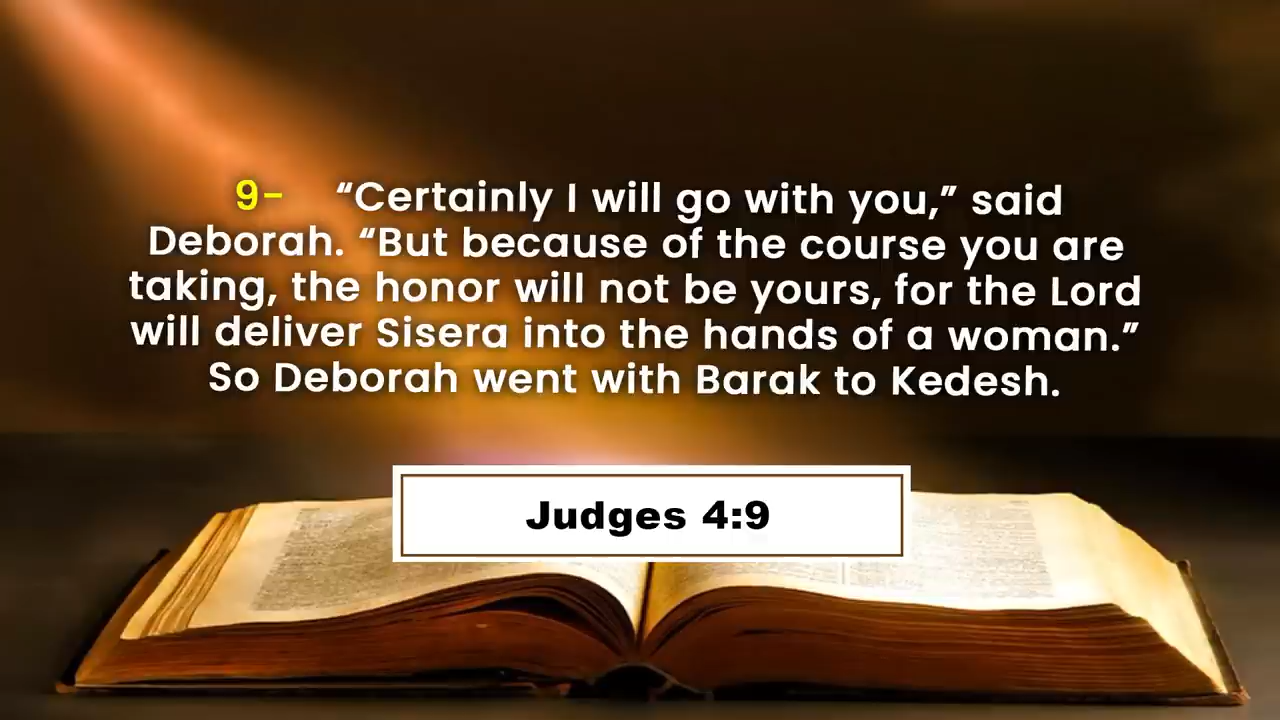 9- “Certainly I will go with you,” said
Deborah. “But because of the course you are
taking, the honor will not be yours, for the Lord
will deliver Sisera into the hands of a woman.”
So Deborah went with Barak to Kedesh.
Judges 4:9